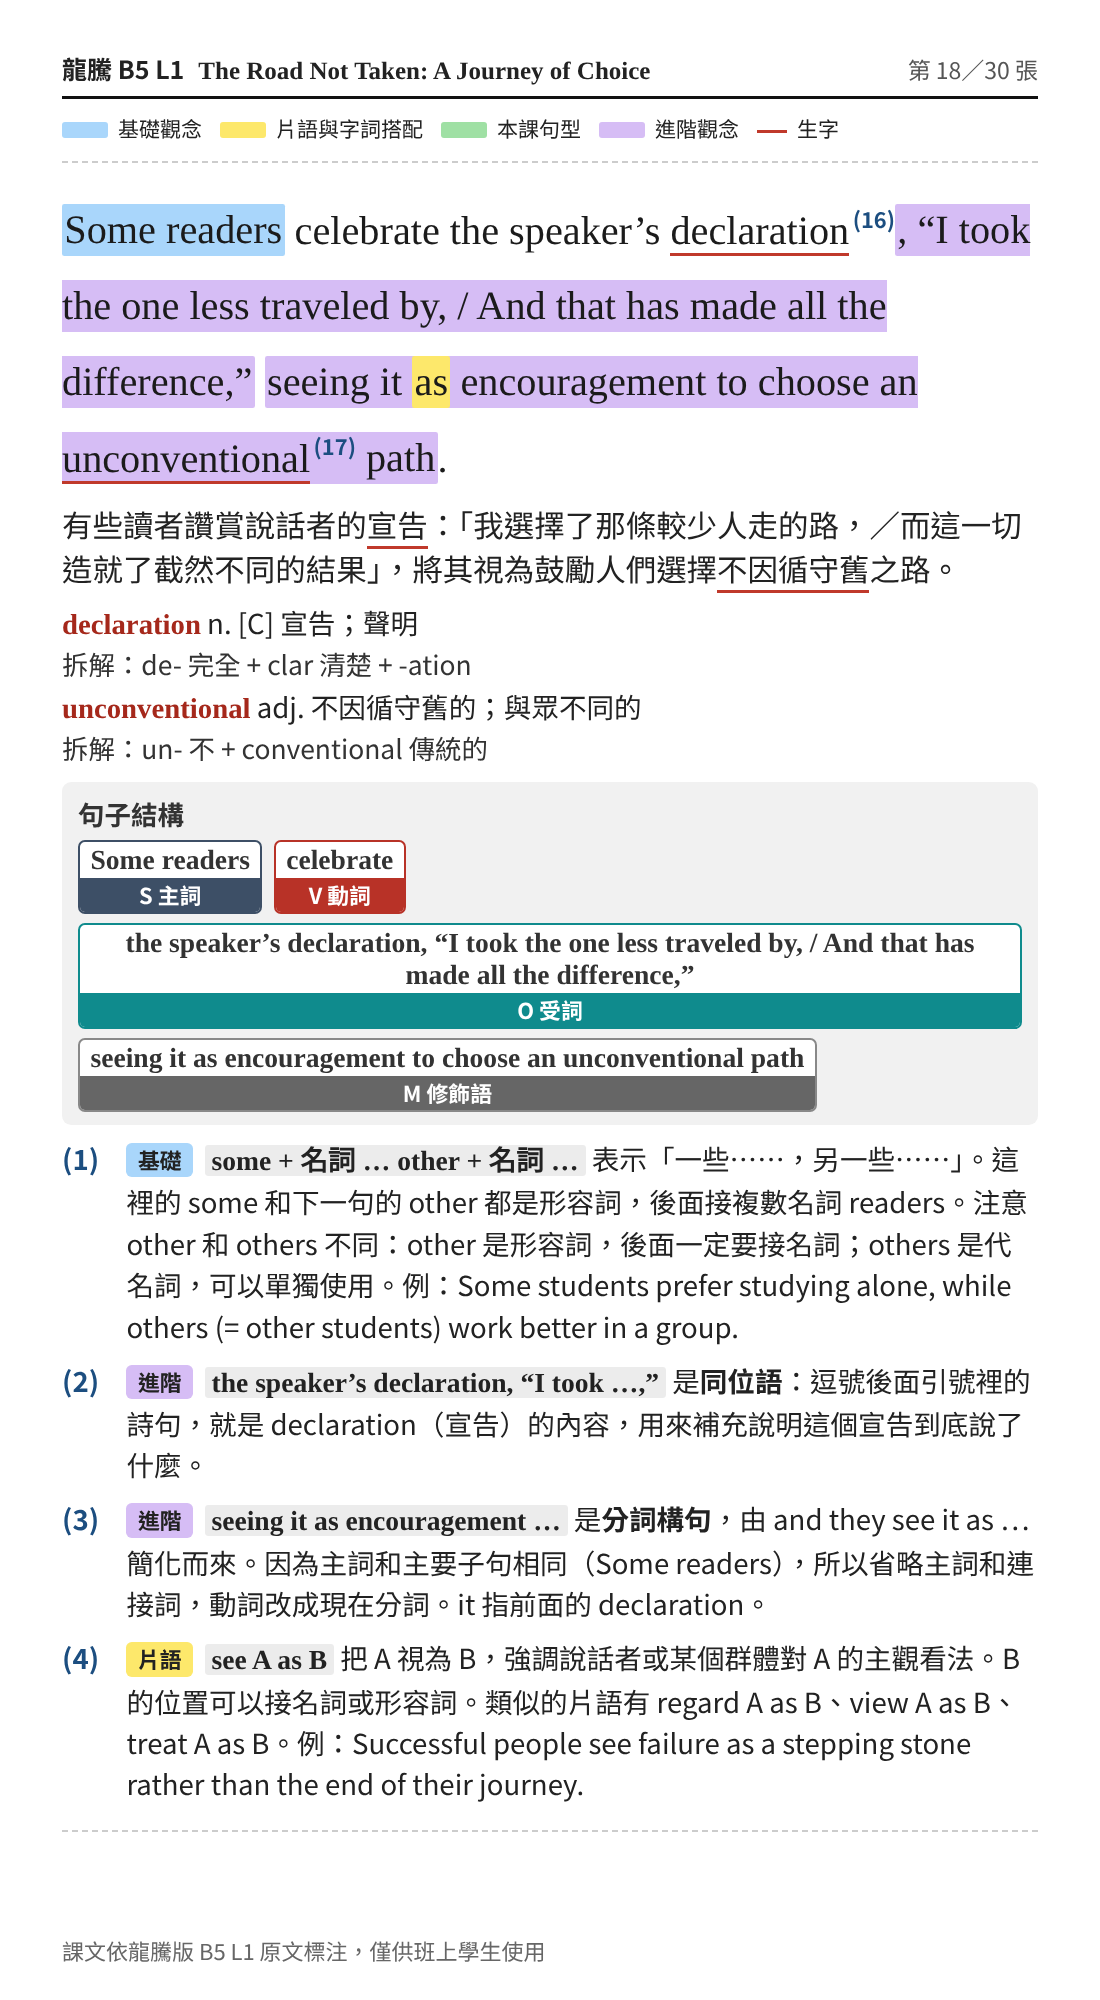 龍騰 B5 L1 The Road Not Taken: A Journey of Choice 第 18／30 張
基礎觀念 片語與字詞搭配 本課句型 進階觀念 生字
Some readers celebrate the speaker’s declaration(16), “I took
the one less traveled by, / And that has made all the
difference,” seeing it as encouragement to choose an
unconventional(17) path.
有些讀者讚賞說話者的宣告：「我選擇了那條較少人走的路，／而這一切
造就了截然不同的結果」，將其視為鼓勵人們選擇不因循守舊之路。
declaration n. [C] 宣告；聲明
拆解：de- 完全 + clar 清楚 + -ation
unconventional adj. 不因循守舊的；與眾不同的
拆解：un- 不 + conventional 傳統的
句子結構
Some readers celebrate
S 主詞 V 動詞
the speaker’s declaration, “I took the one less traveled by, / And that has
made all the difference,”
O 受詞
seeing it as encouragement to choose an unconventional path
M 修飾語
(1) 基礎 some + 名詞 … other + 名詞 … 表示「一些……，另一些……」。這
裡的 some 和下一句的 other 都是形容詞，後面接複數名詞 readers。注意
other 和 others 不同：other 是形容詞，後面一定要接名詞；others 是代
名詞，可以單獨使用。例：Some students prefer studying alone, while
others (= other students) work better in a group.
(2) 進階 the speaker’s declaration, “I took …,” 是同位語：逗號後面引號裡的
詩句，就是 declaration（宣告）的內容，用來補充說明這個宣告到底說了
什麼。
(3) 進階 seeing it as encouragement … 是分詞構句，由 and they see it as …
簡化而來。因為主詞和主要子句相同（Some readers），所以省略主詞和連
接詞，動詞改成現在分詞。it 指前面的 declaration。
(4) 片語 see A as B 把 A 視為 B，強調說話者或某個群體對 A 的主觀看法。B
的位置可以接名詞或形容詞。類似的片語有 regard A as B、view A as B、
treat A as B。例：Successful people see failure as a stepping stone
rather than the end of their journey.
課文依龍騰版 B5 L1 原文標注，僅供班上學生使用